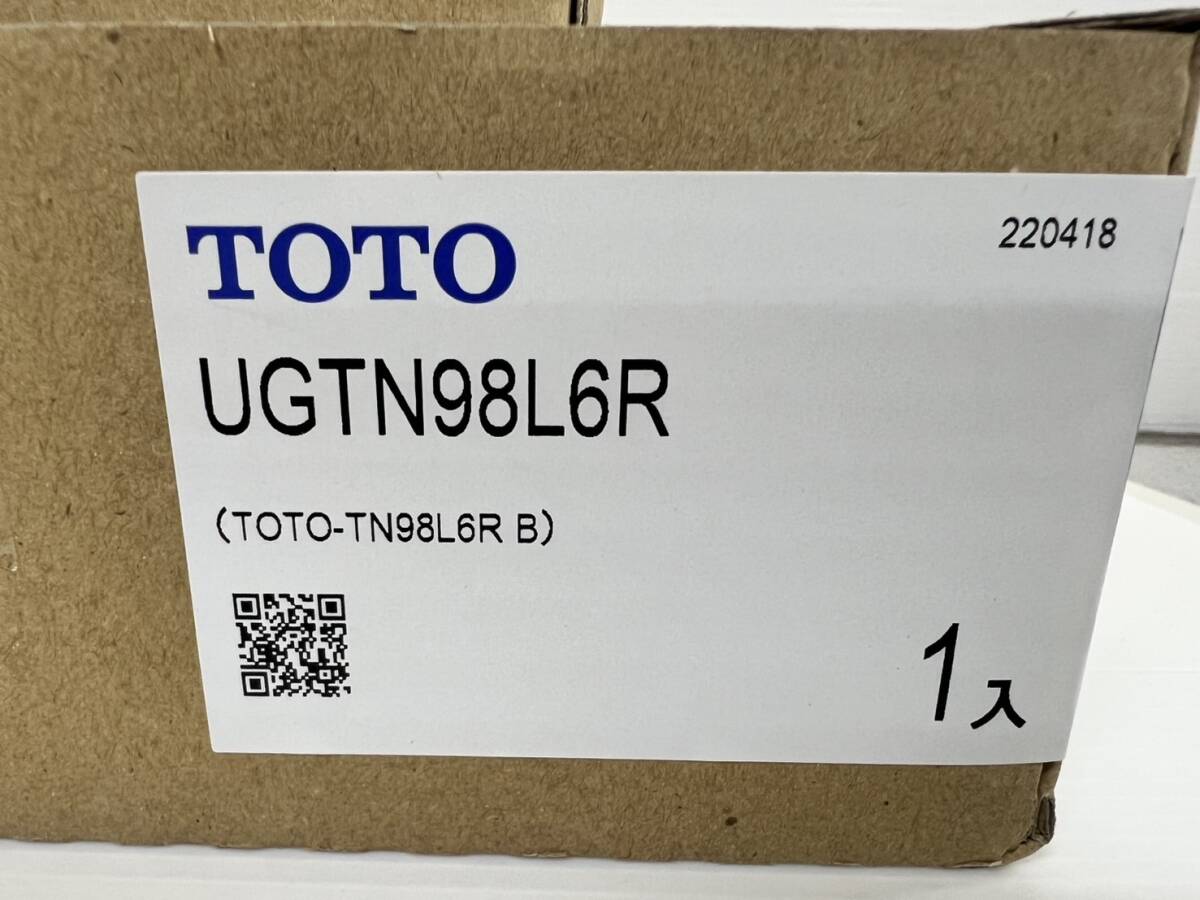 TOTO
220418
UGTN98L6R
(TOTO-TN98L6R B)
1入